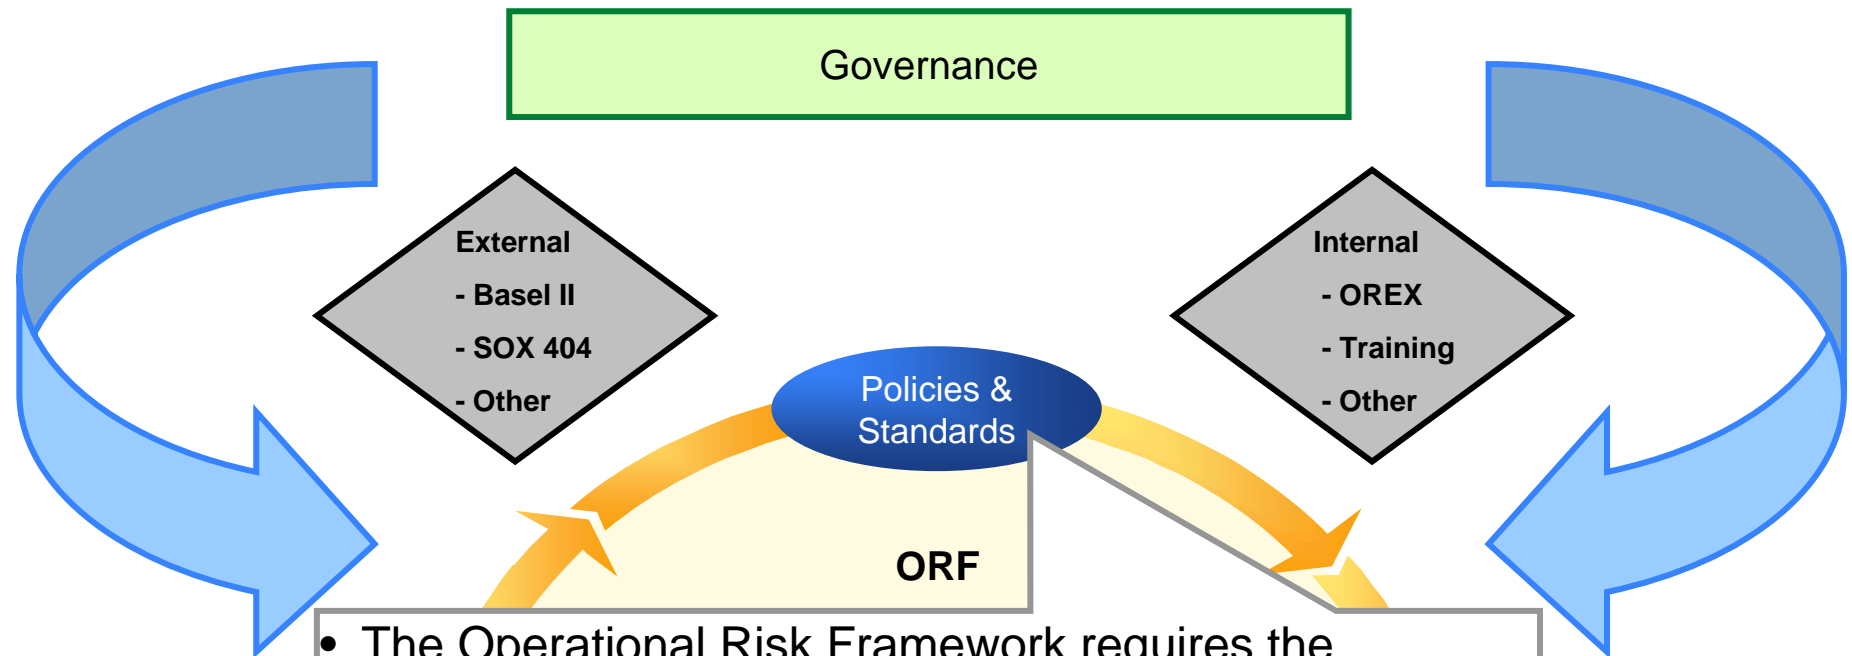 Governance
External
- Basel II
- SOX 404
- Other
Internal
- OREX
- Training
- Other
Policies &
Standards
ORF
• The Operational Risk Framework requires the